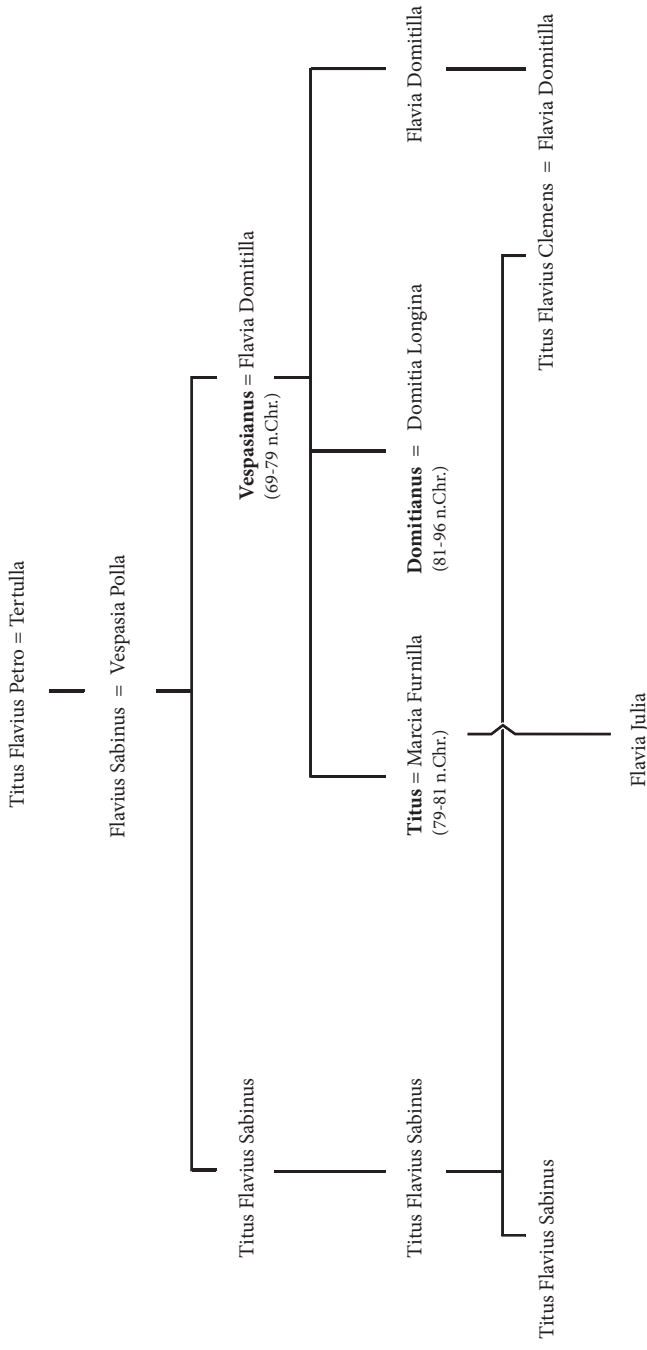 Titus Flavius Petro = Tertulla
Flavius Sabinus = Vespasia Polla
Titus Flavius Sabinus
Vespasianus = Flavia Domitilla
(69-79 n.Chr.)
Titus Flavius Sabinus
Titus = Marcia Furnilla
(79-81 n.Chr.)
Domitianus = Domitia Longina
(81-96 n.Chr.)
Flavia Domitilla
Titus Flavius Sabinus
Titus Flavius Clemens = Flavia Domitilla
Flavia Julia